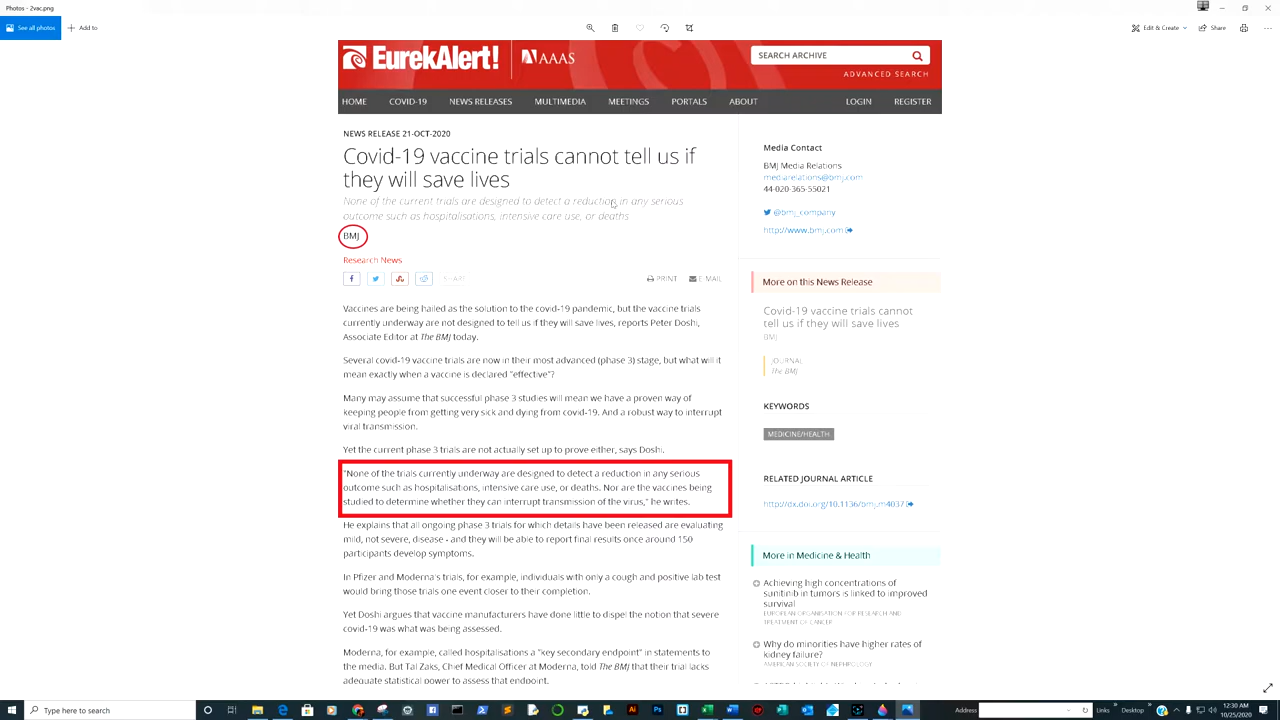 Photos - 2vac.png
See all photos
Add to
Edit & Create
Share
EurekAlert!
AAAS
SEARCH ARCHIVE
ADVANCED SEARCH
HOME COVID-19 NEWS RELEASES MULTIMEDIA MEETINGS PORTALS ABOUT LOGIN REGISTER
NEWS RELEASE 21-OCT-2020
Covid-19 vaccine trials cannot tell us if
they will save lives
None of the current trials are designed to detect a reduction in any serious
outcome such as hospitalisations, intensive care use, or deaths
BMJ
Research News
SHARE
PRINT E-MAIL
Vaccines are being hailed as the solution to the covid-19 pandemic, but the vaccine trials
currently underway are not designed to tell us if they will save lives, reports Peter Doshi,
Associate Editor at The BMJ today.
Several covid-19 vaccine trials are now in their most advanced (phase 3) stage, but what will it
mean exactly when a vaccine is declared "effective"?
Many may assume that successful phase 3 studies will mean we have a proven way of
keeping people from getting very sick and dying from covid-19. And a robust way to interrupt
viral transmission.
Yet the current phase 3 trials are not actually set up to prove either, says Doshi.
"None of the trials currently underway are designed to detect a reduction in any serious
outcome such as hospitalisations, intensive care use, or deaths. Nor are the vaccines being
studied to determine whether they can interrupt transmission of the virus," he writes.
He explains that all ongoing phase 3 trials for which details have been released are evaluating
mild, not severe, disease - and they will be able to report final results once around 150
participants develop symptoms.
In Pfizer and Moderna's trials, for example, individuals with only a cough and positive lab test
would bring those trials one event closer to their completion.
Yet Doshi argues that vaccine manufacturers have done little to dispel the notion that severe
covid-19 was what was being assessed.
Moderna, for example, called hospitalisations a "key secondary endpoint" in statements to
the media. But Tal Zaks, Chief Medical Officer at Moderna, told The BMJ that their trial lacks
adequate statistical power to assess that endpoint.
Media Contact
BMJ Media Relations
mediarelations@bmj.com
44-020-365-55021
@bmj_company
http://www.bmj.com
More on this News Release
Covid-19 vaccine trials cannot
tell us if they will save lives
BMJ
JOURNAL
The BMJ
KEYWORDS
MEDICINE/HEALTH
RELATED JOURNAL ARTICLE
http://dx.doi.org/10.1136/bmj.m4037
More in Medicine & Health
Achieving high concentrations of
sunitinib in tumors is linked to improved
survival
EUROPEAN ORGANISATION FOR RESEARCH AND
TREATMENT OF CANCER
Why do minorities have higher rates of
kidney failure?
AMERICAN SOCIETY OF NEPHROLOGY
Type here to search
Address
Links
Desktop
12:30 AM
10/25/2020